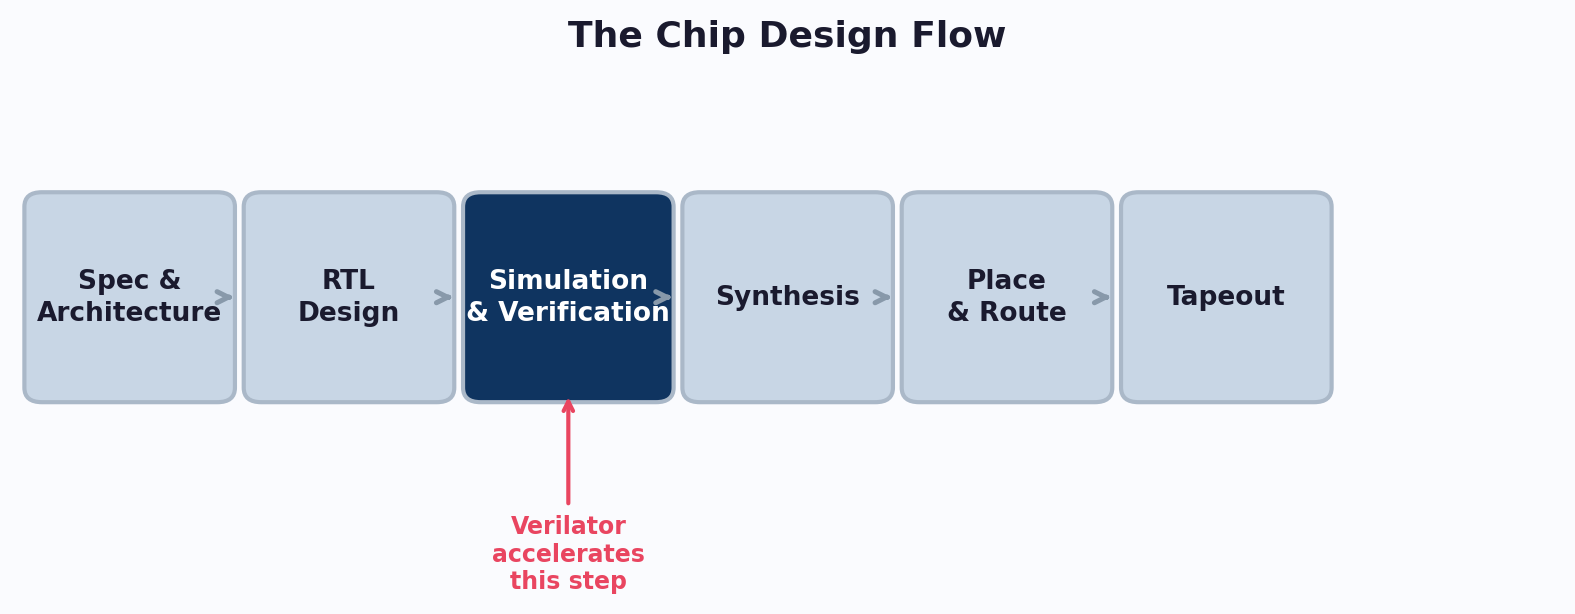 The Chip Design Flow
Spec &
Architecture
RTL
Design
Simulation
& Verification
Synthesis
Place
& Route
Tapeout
Verilator
accelerates
this step